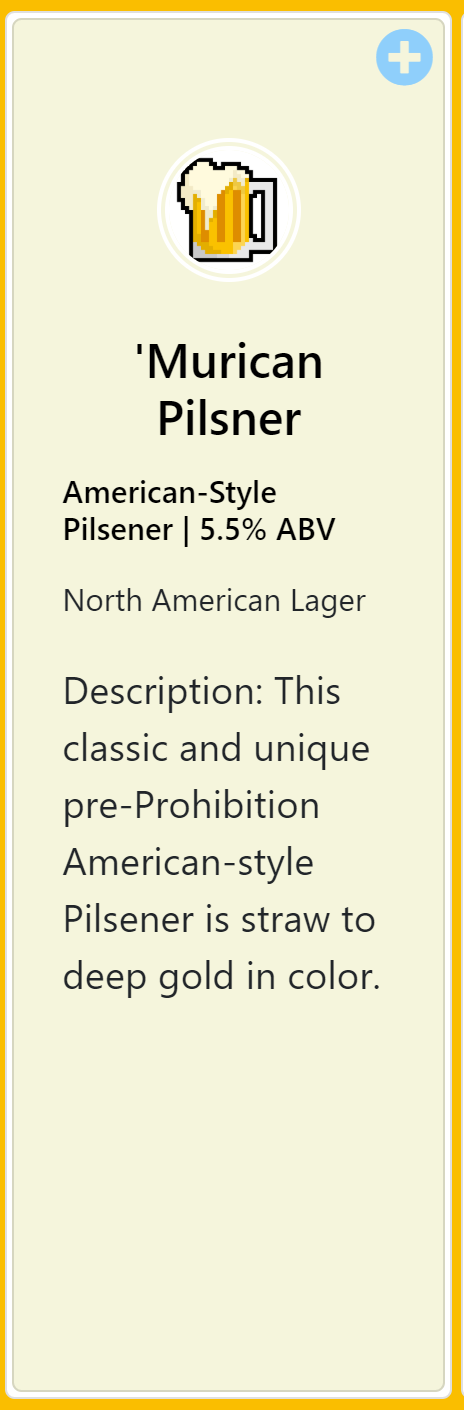 'Murican
Pilsner
American-Style
Pilsener | 5.5% ABV
North American Lager
Description: This
classic and unique
pre-Prohibition
American-style
Pilsener is straw to
deep gold in color.